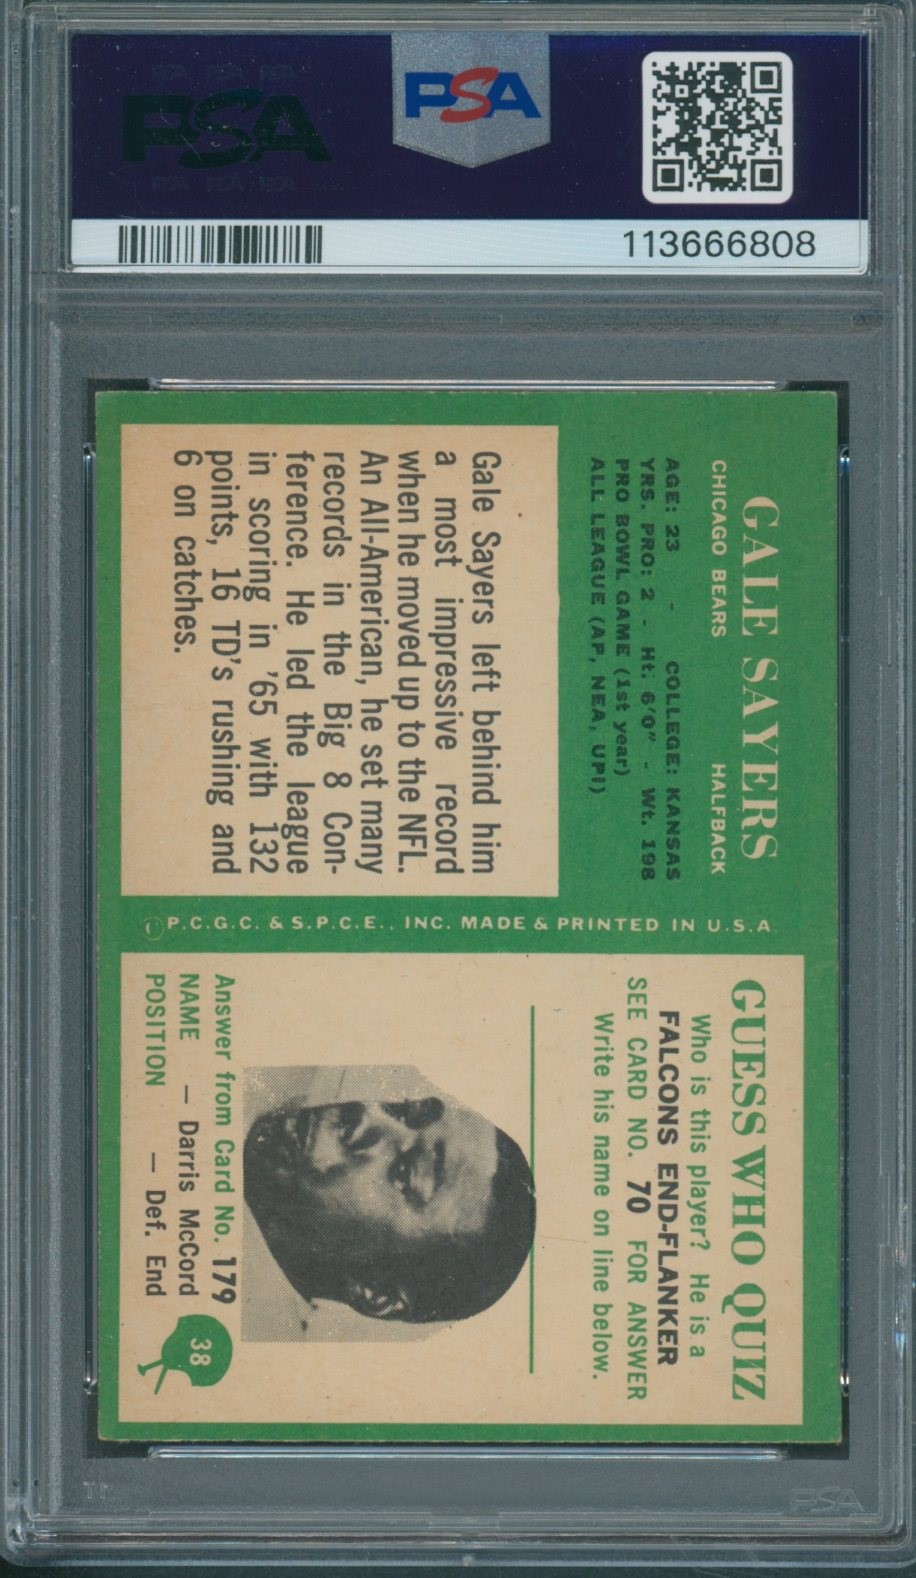 PSA
PSA
113666808
GALE SAYERS
CHICAGO BEARS HALFBACK
AGE: 23 - COLLEGE: KANSAS
YRS. PRO: 2 - Ht. 6'0" - Wt. 198
PRO BOWL GAME (1st year)
ALL LEAGUE (AP, NEA, UPI)
Gale Sayers left behind him
a most impressive record
when he moved up to the NFL.
An All-American, he set many
records in the Big 8 Con-
ference. He led the league
in scoring in '65 with 132
points, 16 TD's rushing and
6 on catches.
©P.C.G.C. & S.P.C.E., INC. MADE & PRINTED IN U.S.A.
GUESS WHO QUIZ
Who is this player? He is a
FALCONS END-FLANKER
SEE CARD NO. 70 FOR ANSWER
Write his name on line below.
Answer from Card No. 179
NAME — Darris McCord
POSITION — Def. End
38
PSA